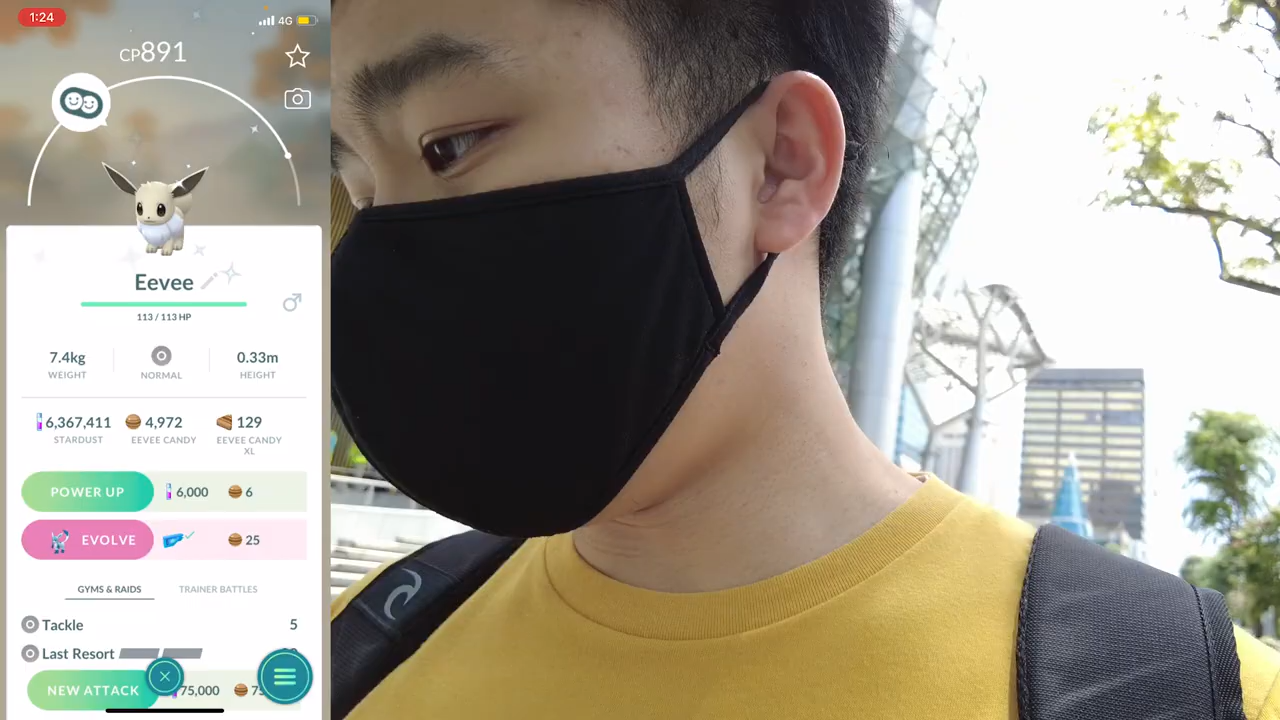 1:24
4G
CP891
Eevee
113 / 113 HP
7.4kg
WEIGHT
NORMAL
0.33m
HEIGHT
6,367,411
STARDUST
4,972
EEVEE CANDY
129
EEVEE CANDY
XL
POWER UP
6,000
6
EVOLVE
25
GYMS & RAIDS
TRAINER BATTLES
Tackle
5
Last Resort
NEW ATTACK
75,000